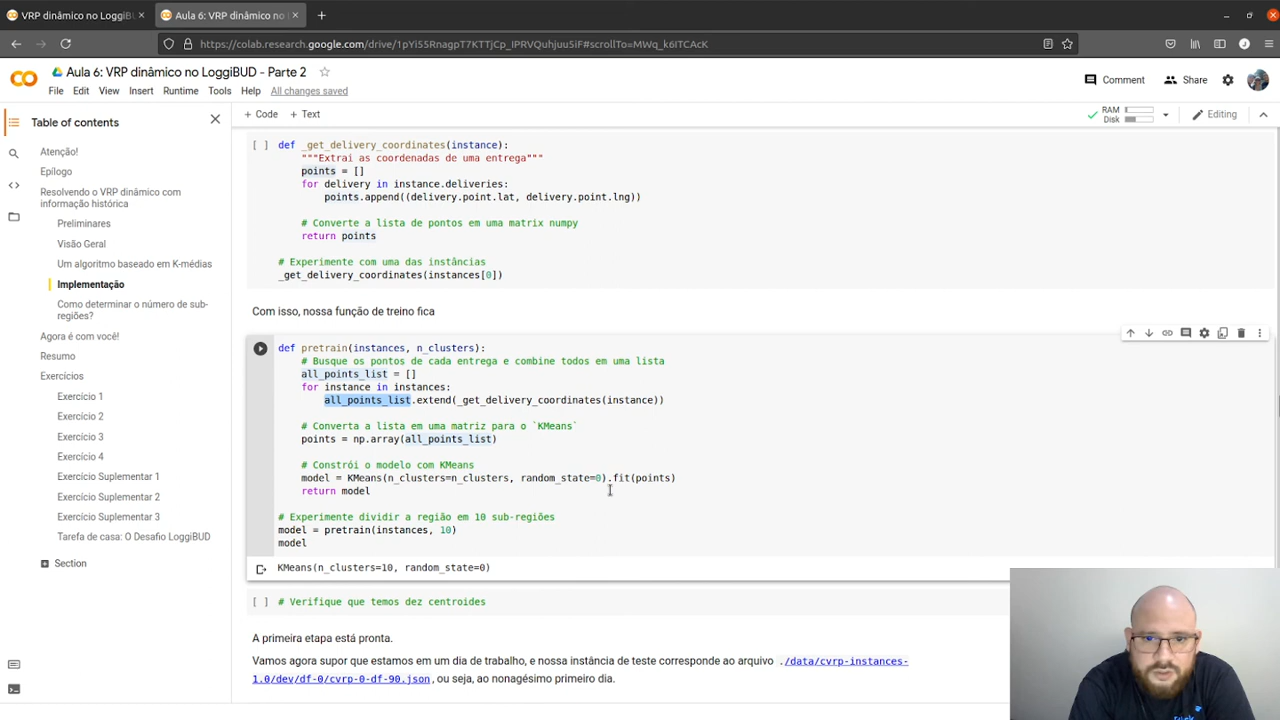 VRP dinâmico no LoggiBUD
Aula 6: VRP dinâmico no L
https://colab.research.google.com/drive/1pYi55RnagpT7KTTjCp_IPRVQuhjuu5iF#scrollTo=MWq_k6ITCAcK
Aula 6: VRP dinâmico no LoggiBUD - Parte 2
Comment
Share
File Edit View Insert Runtime Tools Help All changes saved
+ Code + Text
RAM
Disk
Editing
Table of contents
Atenção!
Epílogo
Resolvendo o VRP dinâmico com
informação histórica
Preliminares
Visão Geral
Um algoritmo baseado em K-médias
Implementação
Como determinar o número de sub-
regiões?
Agora é com você!
Resumo
Exercícios
Exercício 1
Exercício 2
Exercício 3
Exercício 4
Exercício Suplementar 1
Exercício Suplementar 2
Exercício Suplementar 3
Tarefa de casa: O Desafio LoggiBUD
Section
[ ] def _get_delivery_coordinates(instance):
"""Extrai as coordenadas de uma entrega"""
points = []
for delivery in instance.deliveries:
points.append((delivery.point.lat, delivery.point.lng))
# Converte a lista de pontos em uma matrix numpy
return points
# Experimente com uma das instâncias
_get_delivery_coordinates(instances[0])
Com isso, nossa função de treino fica
def pretrain(instances, n_clusters):
# Busque os pontos de cada entrega e combine todos em uma lista
all_points_list = []
for instance in instances:
all_points_list.extend(_get_delivery_coordinates(instance))
# Converta a lista em uma matriz para o `KMeans`
points = np.array(all_points_list)
# Constrói o modelo com KMeans
model = KMeans(n_clusters=n_clusters, random_state=0).fit(points)
return model
# Experimente dividir a região em 10 sub-regiões
model = pretrain(instances, 10)
model
KMeans(n_clusters=10, random_state=0)
[ ] # Verifique que temos dez centroides
A primeira etapa está pronta.
Vamos agora supor que estamos em um dia de trabalho, e nossa instância de teste corresponde ao arquivo ./data/cvrp-instances-
1.0/dev/df-0/cvrp-0-df-90.json, ou seja, ao nonagésimo primeiro dia.